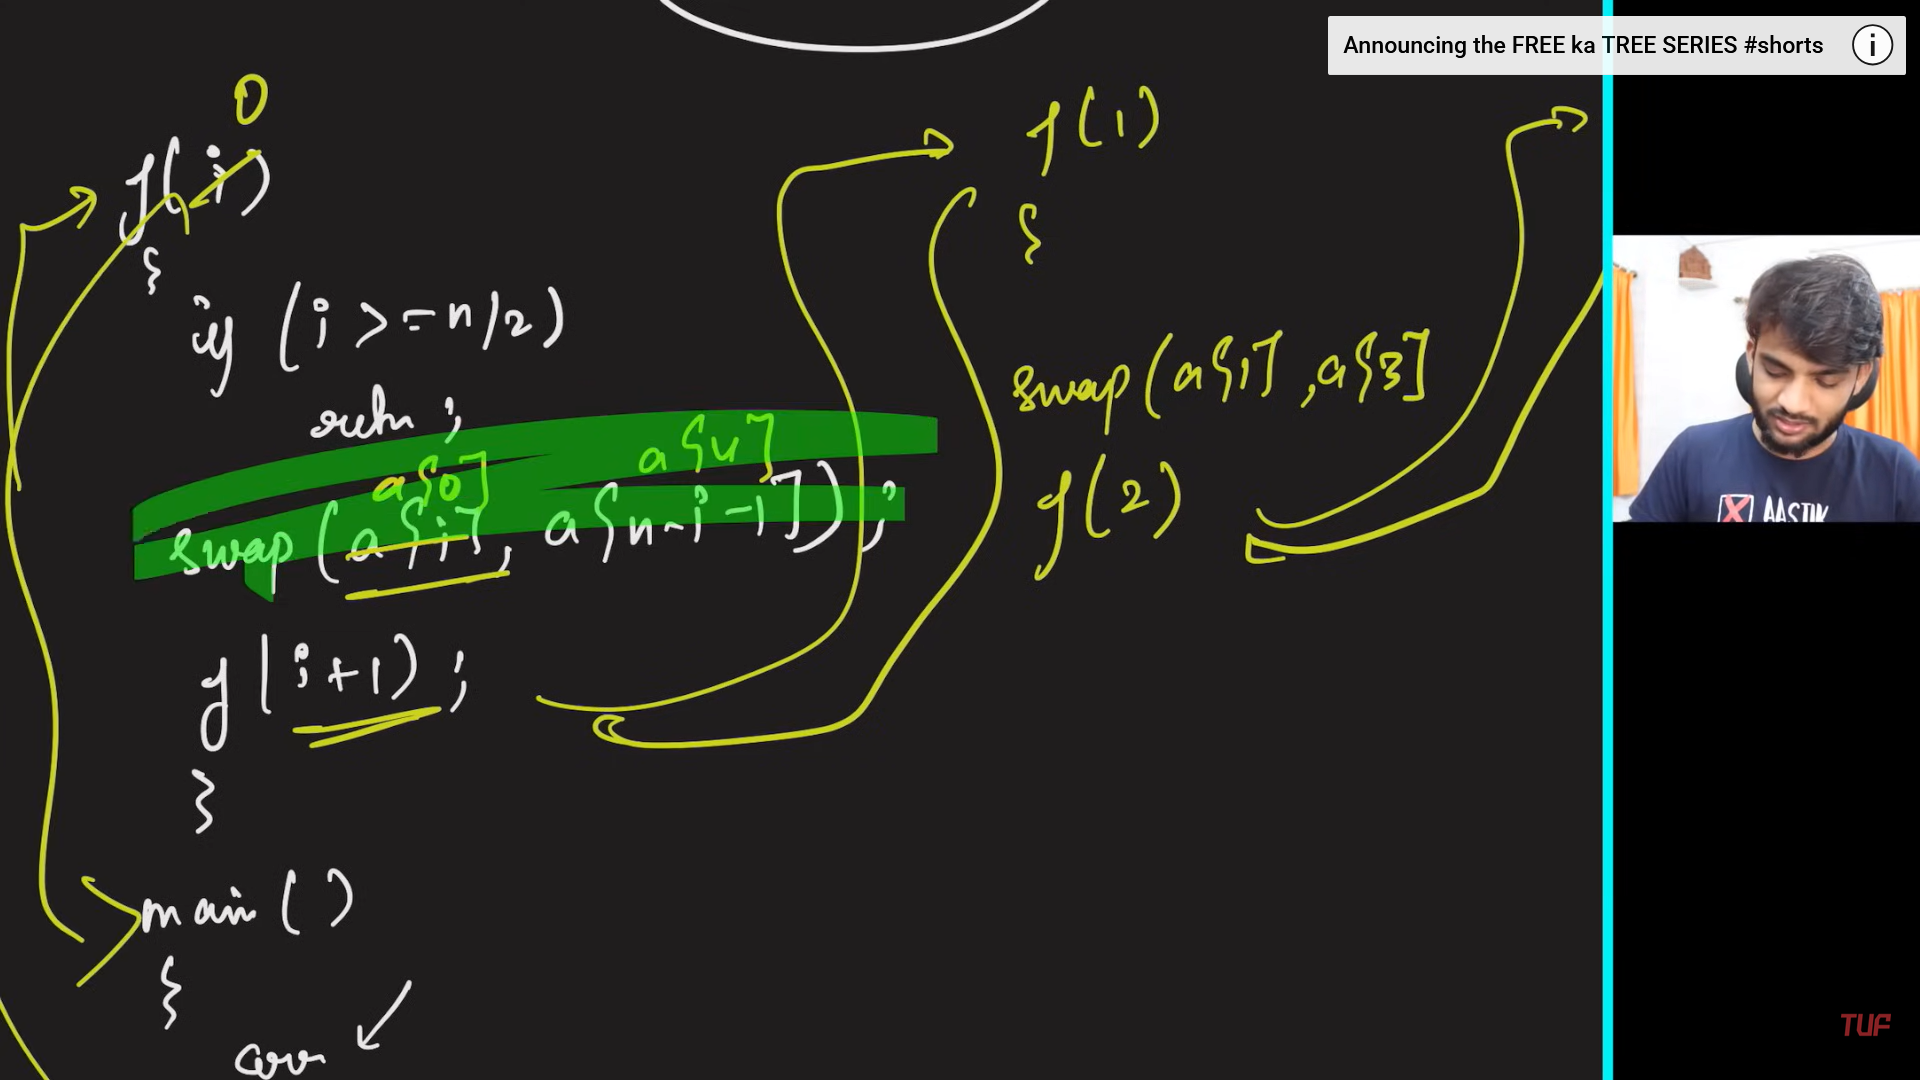 Announcing the FREE ka TREE SERIES #shorts
0
f(i)
{
if (i >= n/2)
return;
a[0] a[4]
swap(a[i], a[n-i-1]);
f(i+1);
}
main()
{
arr
f(1)
{
swap(a[1], a[3]
f(2)
TUF